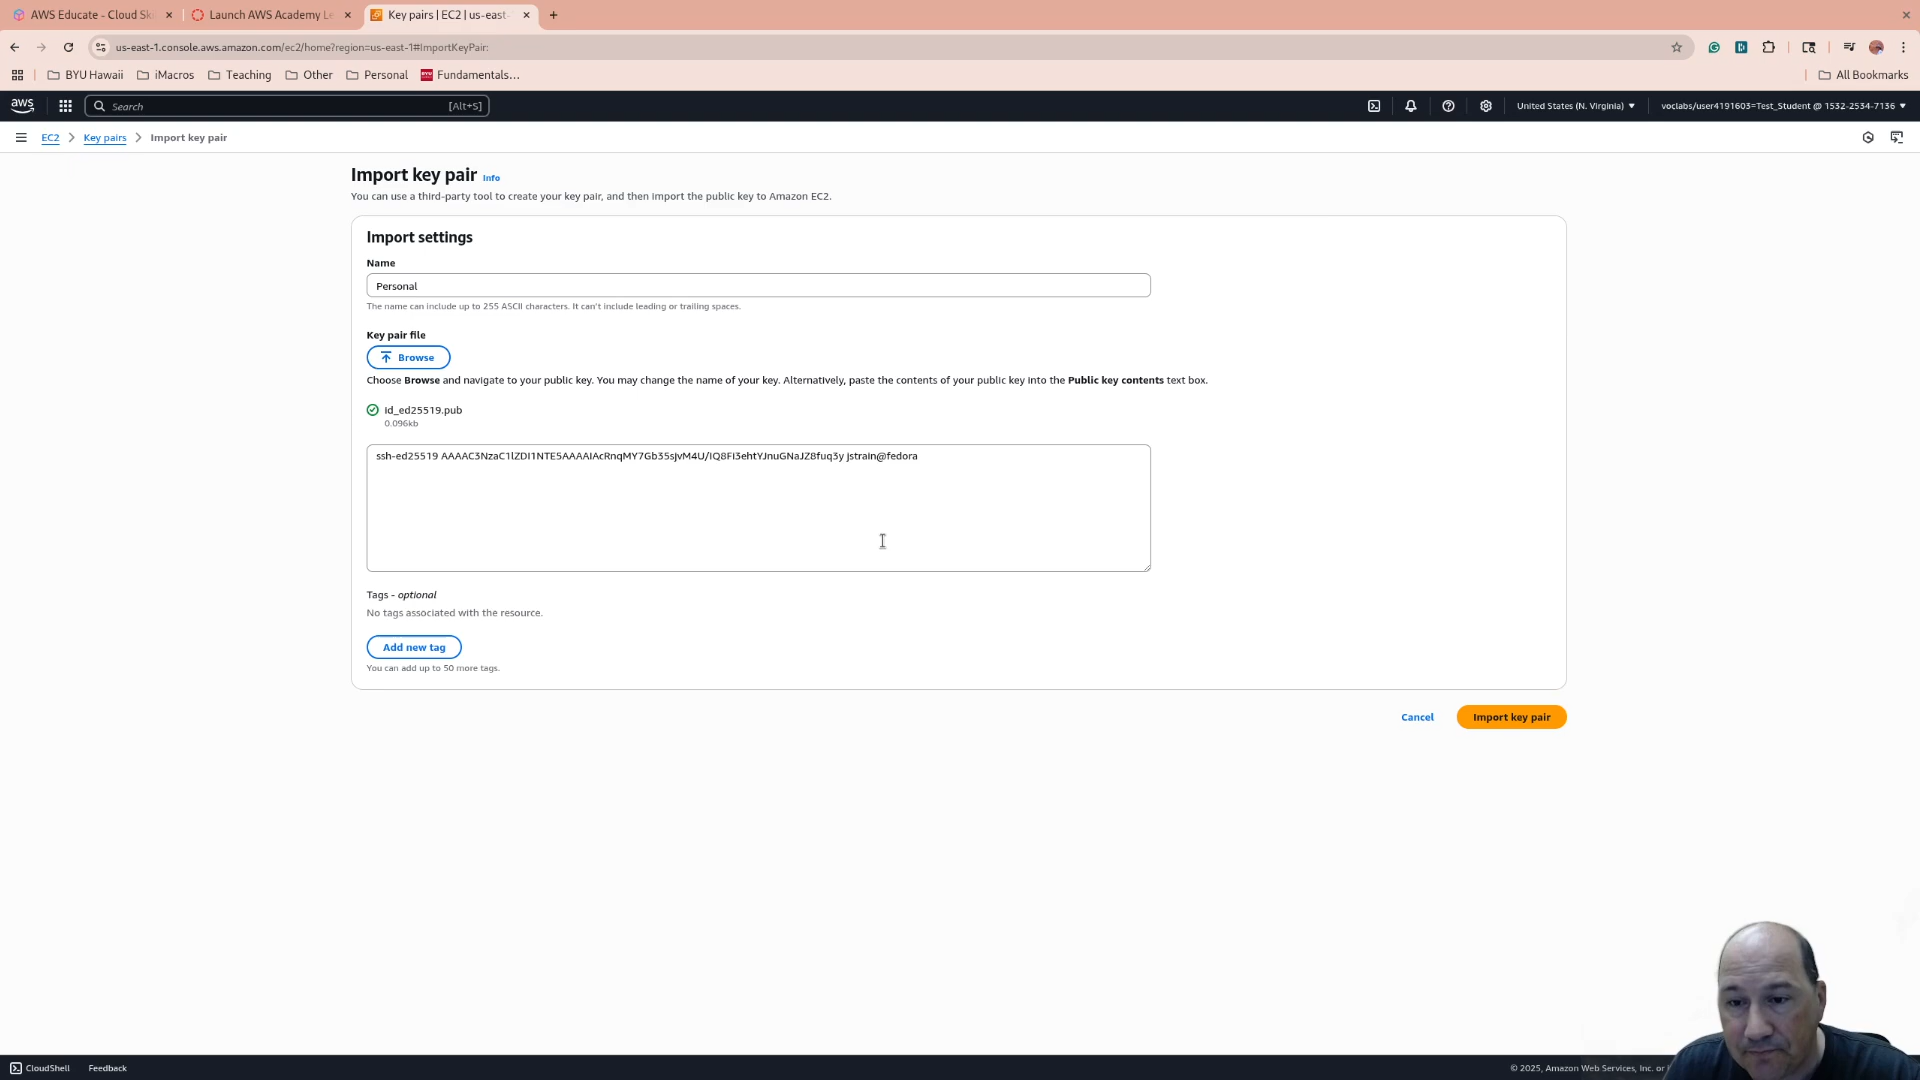 AWS Educate - Cloud Sk
Launch AWS Academy Le
Key pairs | EC2 | us-east-
us-east-1.console.aws.amazon.com/ec2/home?region=us-east-1#ImportKeyPair:
BYU Hawaii
iMacros
Teaching
Other
Personal
Fundamentals...
All Bookmarks
aws
Search
[Alt+S]
United States (N. Virginia)
voclabs/user4191603=Test_Student @ 1532-2534-7136
EC2
Key pairs
Import key pair
Import key pair Info
You can use a third-party tool to create your key pair, and then import the public key to Amazon EC2.
Import settings
Name
Personal
The name can include up to 255 ASCII characters. It can't include leading or trailing spaces.
Key pair file
Browse
Choose Browse and navigate to your public key. You may change the name of your key. Alternatively, paste the contents of your public key into the Public key contents text box.
id_ed25519.pub
0.096kb
ssh-ed25519 AAAAC3NzaC1lZDI1NTE5AAAAIAcRnqMY7Gb35sjvM4U/IQ8Fi3ehtYJnuGNaJZ8fuq3y jstrain@fedora
Tags - optional
No tags associated with the resource.
Add new tag
You can add up to 50 more tags.
Cancel
Import key pair
CloudShell
Feedback
© 2025, Amazon Web Services, Inc. or